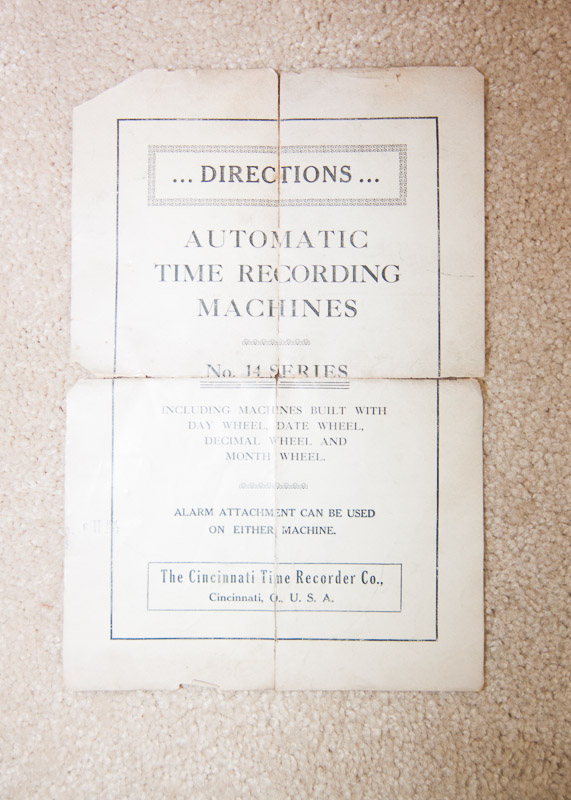 ... DIRECTIONS ...
AUTOMATIC
TIME RECORDING
MACHINES
No. 14 SERIES
INCLUDING MACHINES BUILT WITH
DAY WHEEL, DATE WHEEL,
DECIMAL WHEEL AND
MONTH WHEEL.
ALARM ATTACHMENT CAN BE USED
ON EITHER MACHINE.
The Cincinnati Time Recorder Co.,
Cincinnati, O., U. S. A.